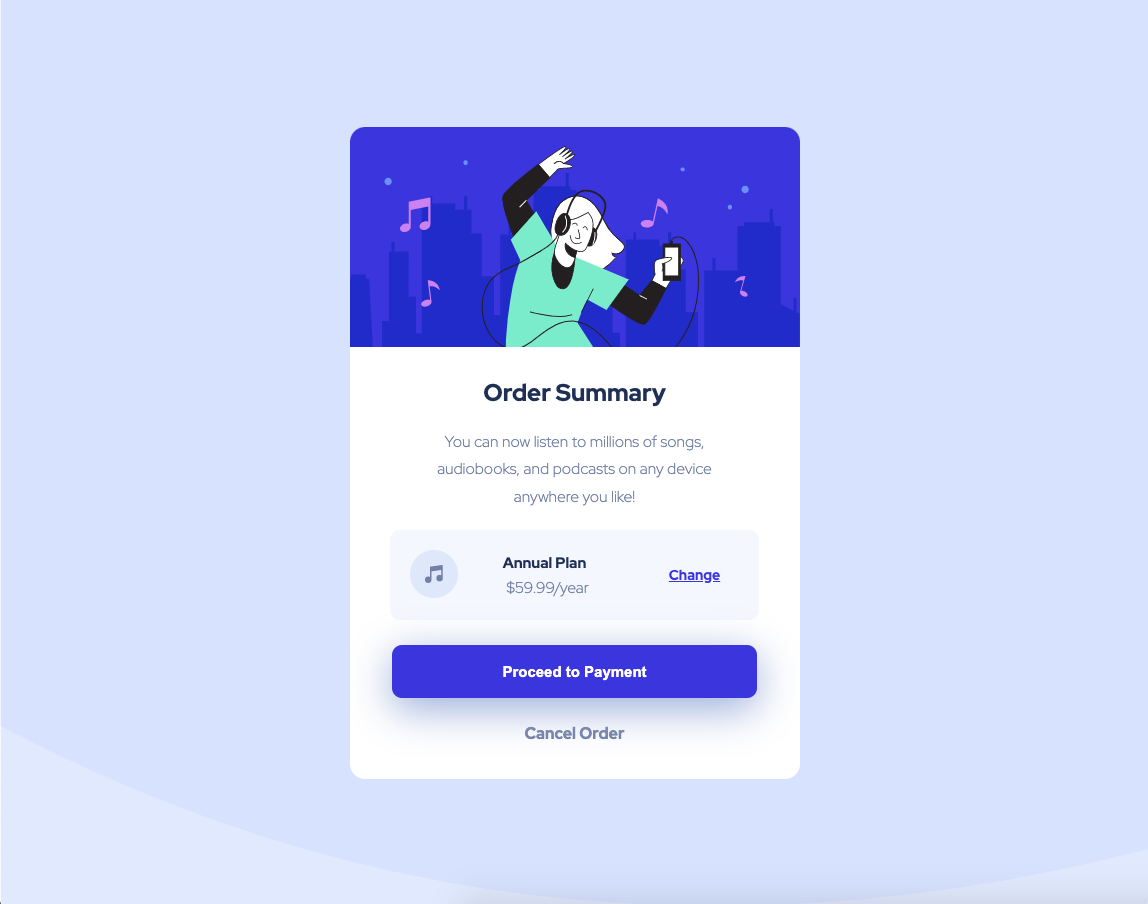 Order Summary
You can now listen to millions of songs,
audiobooks, and podcasts on any device
anywhere you like!
Annual Plan
$59.99/year
Change
Proceed to Payment
Cancel Order